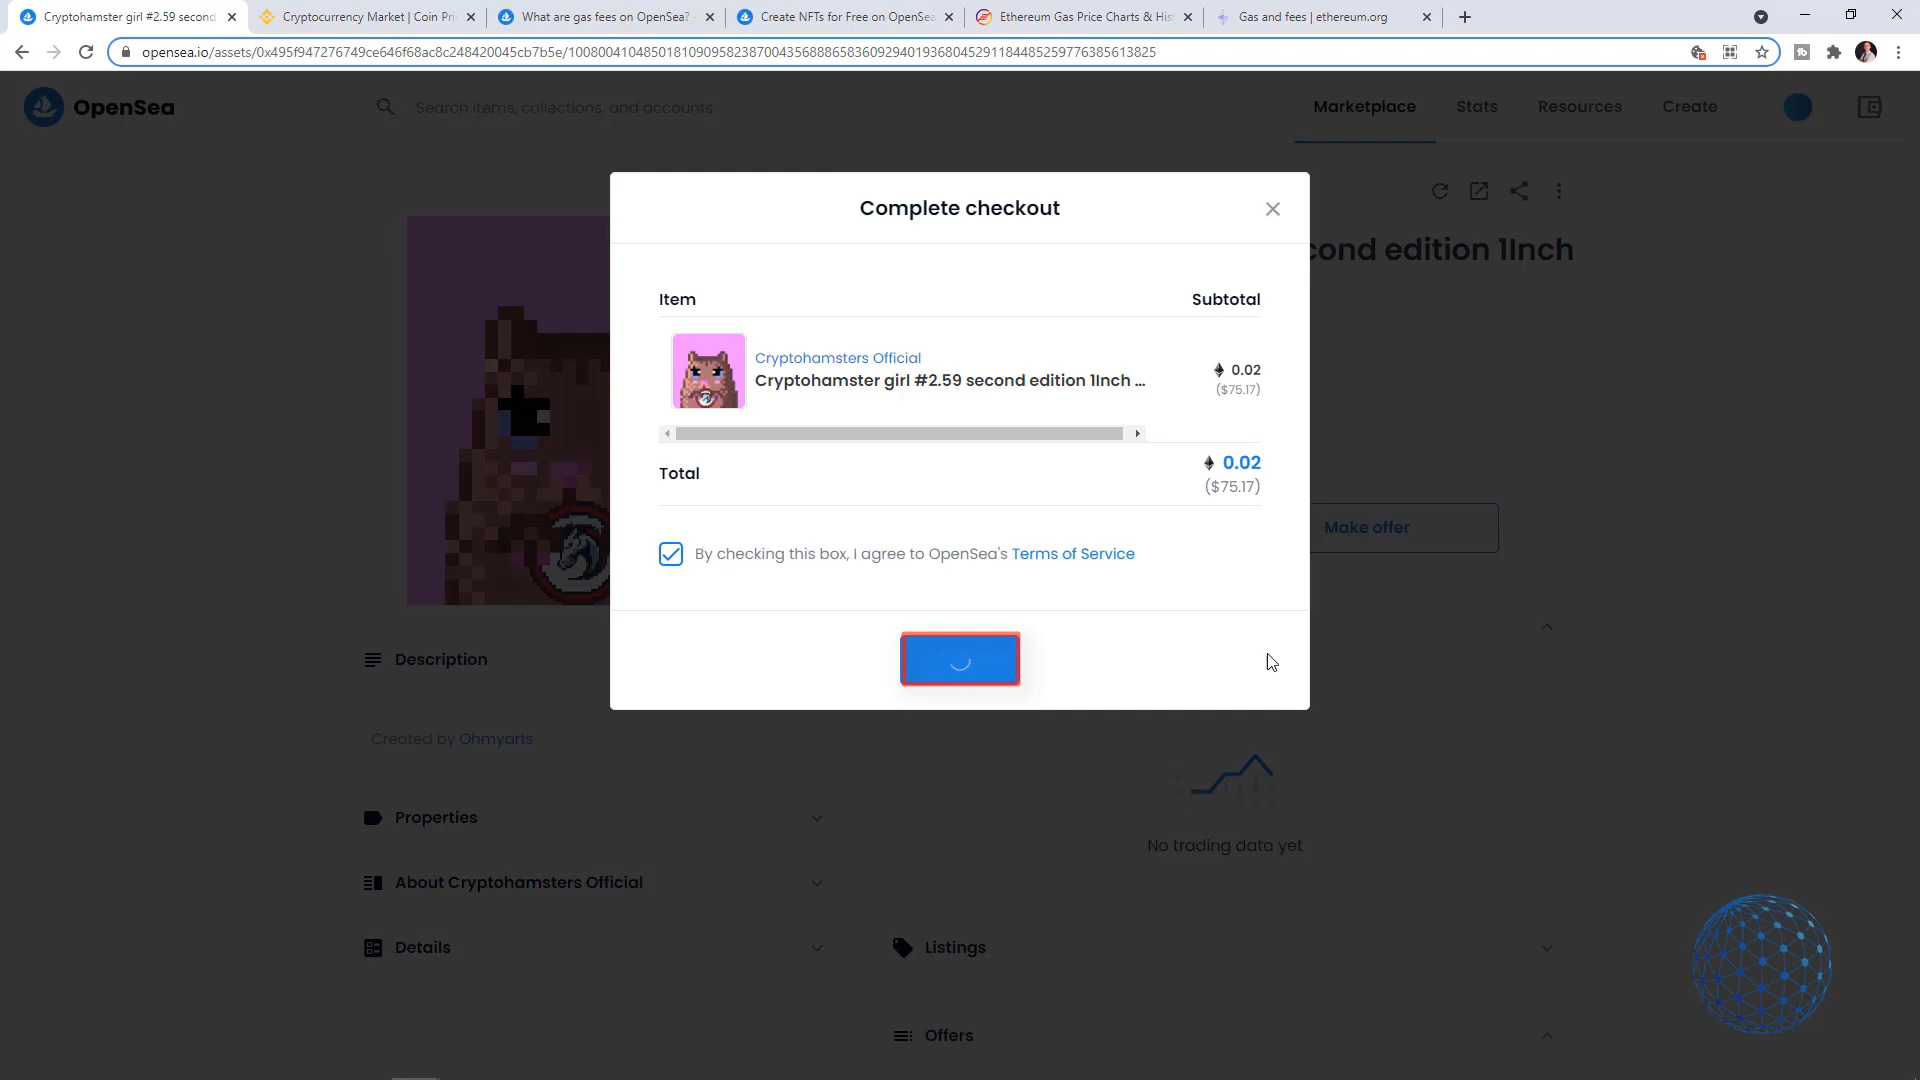 Cryptohamster girl #2.59 second
Cryptocurrency Market | Coin Pri
What are gas fees on OpenSea? -
Create NFTs for Free on OpenSea
Ethereum Gas Price Charts & His
Gas and fees | ethereum.org
opensea.io/assets/0x495f947276749ce646f68ac8c248420045cb7b5e/100800410485018109095823870043568886583609294019368045291184485259776385613825
OpenSea
Search items, collections, and accounts
Marketplace
Stats
Resources
Create
Complete checkout
cond edition 1Inch
Item
Subtotal
Cryptohamsters Official
Cryptohamster girl #2.59 second edition 1Inch ...
0.02
($75.17)
Total
0.02
($75.17)
Make offer
By checking this box, I agree to OpenSea's Terms of Service
Description
Created by Ohmyarts
Properties
No trading data yet
About Cryptohamsters Official
Details
Listings
Offers